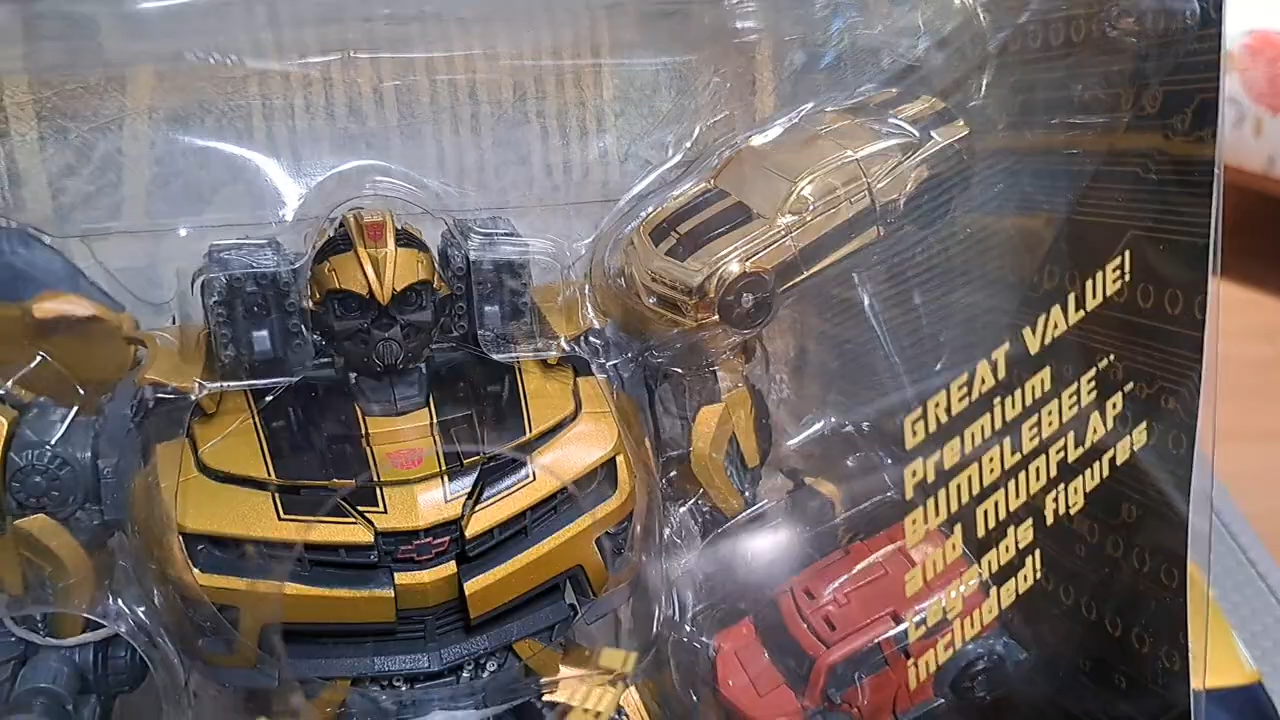 GREAT VALUE!
Premium
BUMBLEBEE™
and MUDFLAP™
Legends figures
included!